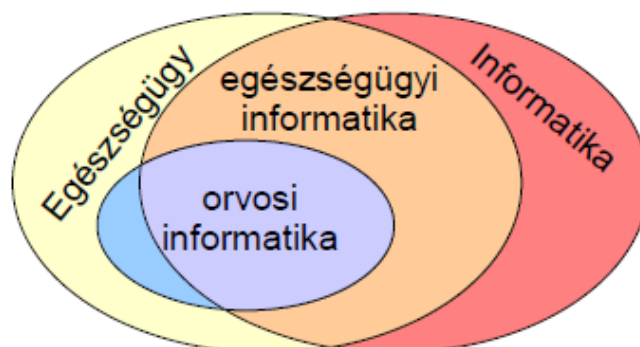 Egészségügy
egészségügyi
informatika
Informatika
orvosi
informatika